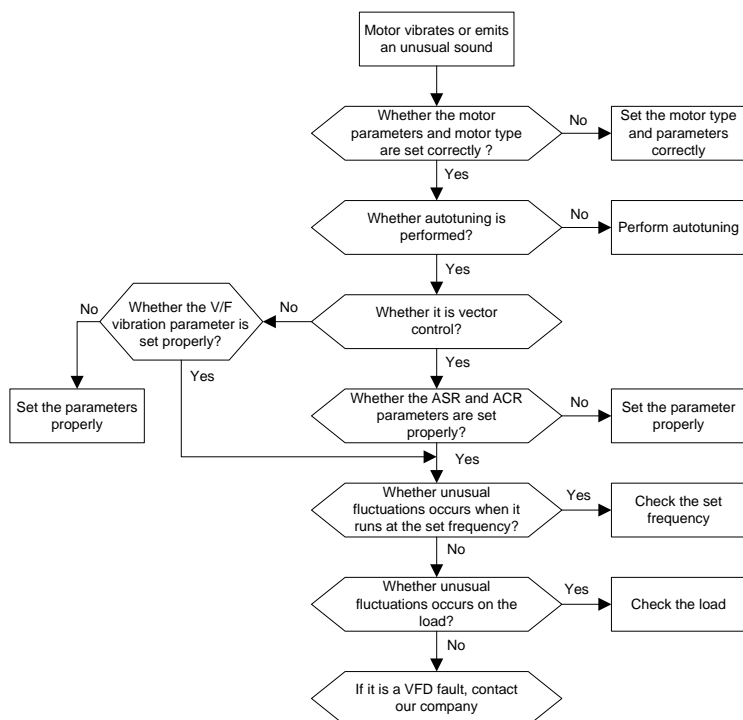 Motor vibrates or emits
an unusual sound
Whether the motor
parameters and motor type
are set correctly ?
No
Set the motor type
and parameters
correctly
Yes
Whether autotuning is
performed?
No
Perform autotuning
Yes
No
Whether the V/F
vibration parameter is
set properly?
No
Whether it is vector
control?
Yes
Yes
Set the parameters
properly
Whether the ASR and ACR
parameters are set
properly?
No
Set the parameter
properly
Yes
Whether unusual
fluctuations occurs when it
runs at the set frequency?
Yes
Check the set
frequency
No
Whether unusual
fluctuations occurs on the
load?
Yes
Check the load
No
If it is a VFD fault, contact
our company